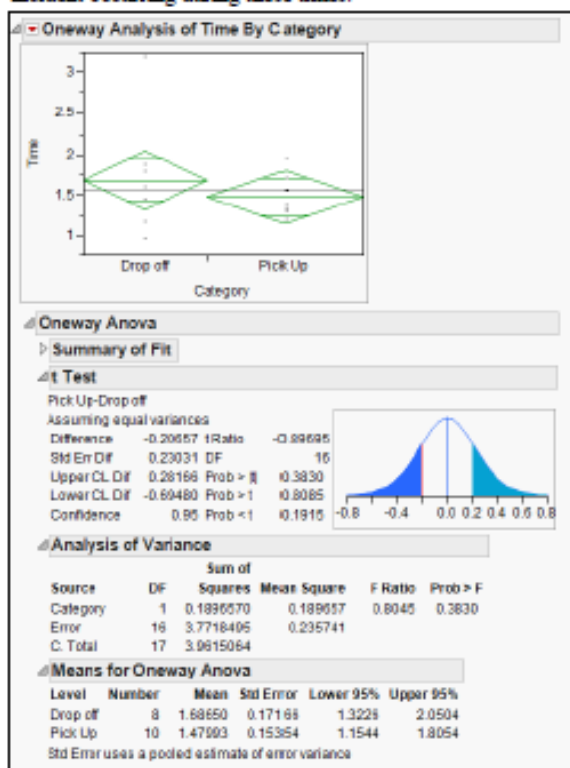 Oneway Analysis of Time By Category
3
2.5
2
1.5
1
Time
Drop off Pick Up
Category
Oneway Anova
Summary of Fit
t Test
Pick Up-Drop off
Assuming equal variances
Difference -0.20657 t Ratio -0.89695
Std Err Dif 0.23031 DF 16
Upper CL Dif 0.28166 Prob > |t| 0.3830
Lower CL Dif -0.69480 Prob > t 0.8085
Confidence 0.95 Prob < t 0.1915
-0.8 -0.4 0.0 0.2 0.4 0.6 0.8
Analysis of Variance
Sum of
Source DF Squares Mean Square F Ratio Prob > F
Category 1 0.1896570 0.189657 0.8045 0.3830
Error 16 3.7718495 0.235741
C. Total 17 3.9615064
Means for Oneway Anova
Level Number Mean Std Error Lower 95% Upper 95%
Drop off 8 1.68650 0.17166 1.3226 2.0504
Pick Up 10 1.47993 0.15354 1.1544 1.8054
Std Error uses a pooled estimate of error variance